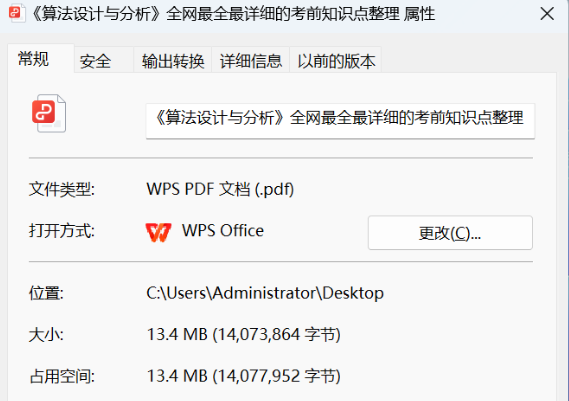 《算法设计与分析》全网最全最详细的考前知识点整理 属性
常规 安全 输出转换 详细信息 以前的版本
《算法设计与分析》全网最全最详细的考前知识点整理
文件类型: WPS PDF 文档 (.pdf)
打开方式: WPS Office 更改(C)...
位置: C:\Users\Administrator\Desktop
大小: 13.4 MB (14,073,864 字节)
占用空间: 13.4 MB (14,077,952 字节)